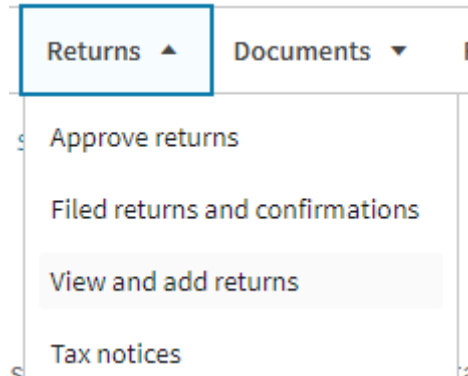 Returns ▲ Documents ▼
Approve returns
Filed returns and confirmations
View and add returns
Tax notices